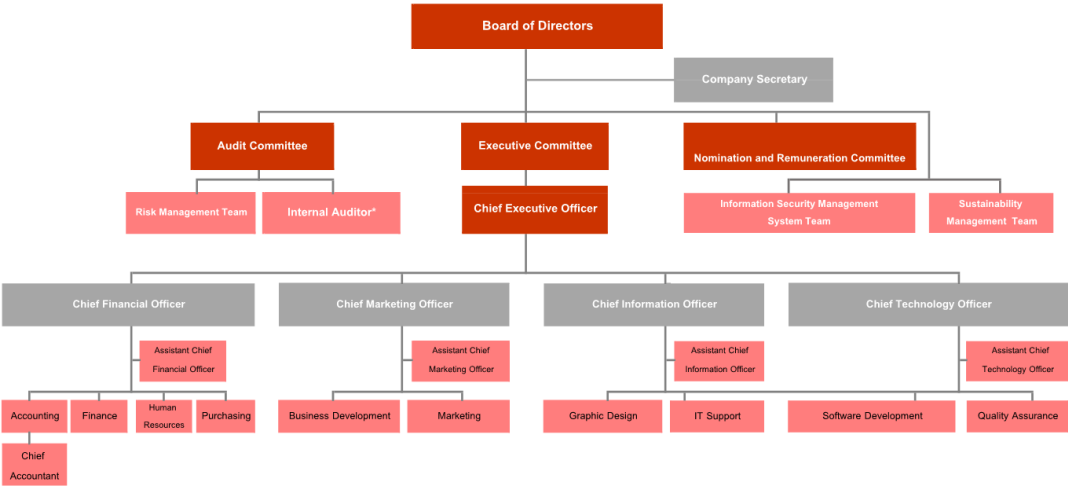 Board of Directors
Company Secretary
Audit Committee
Executive Committee
Nomination and Remuneration Committee
Risk Management Team
Internal Auditor*
Chief Executive Officer
Information Security Management
System Team
Sustainability
Management Team
Chief Financial Officer
Chief Marketing Officer
Chief Information Officer
Chief Technology Officer
Assistant Chief
Financial Officer
Assistant Chief
Marketing Officer
Assistant Chief
Information Officer
Assistant Chief
Technology Officer
Accounting
Finance
Human
Resources
Purchasing
Business Development
Marketing
Graphic Design
IT Support
Software Development
Quality Assurance
Chief
Accountant